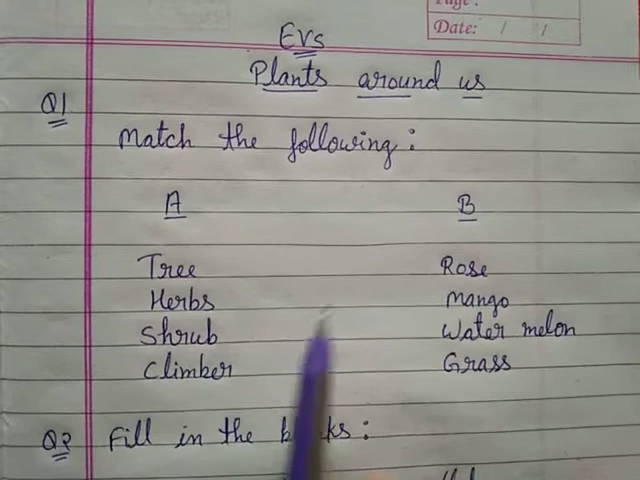 Page:
Date: / /
EVS
Plants around us
Q1
Match the following:
A B
Tree Rose
Herbs Mango
Shrub Water melon
Climber Grass
Q2 Fill in the